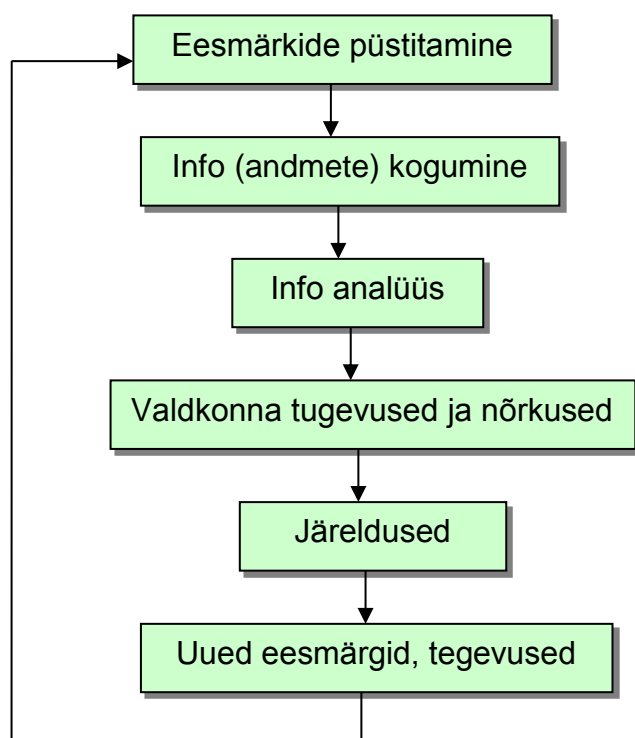 Eesmärkide püstitamine
Info (andmete) kogumine
Info analüüs
Valdkonna tugevused ja nõrkused
Järeldused
Uued eesmärgid, tegevused